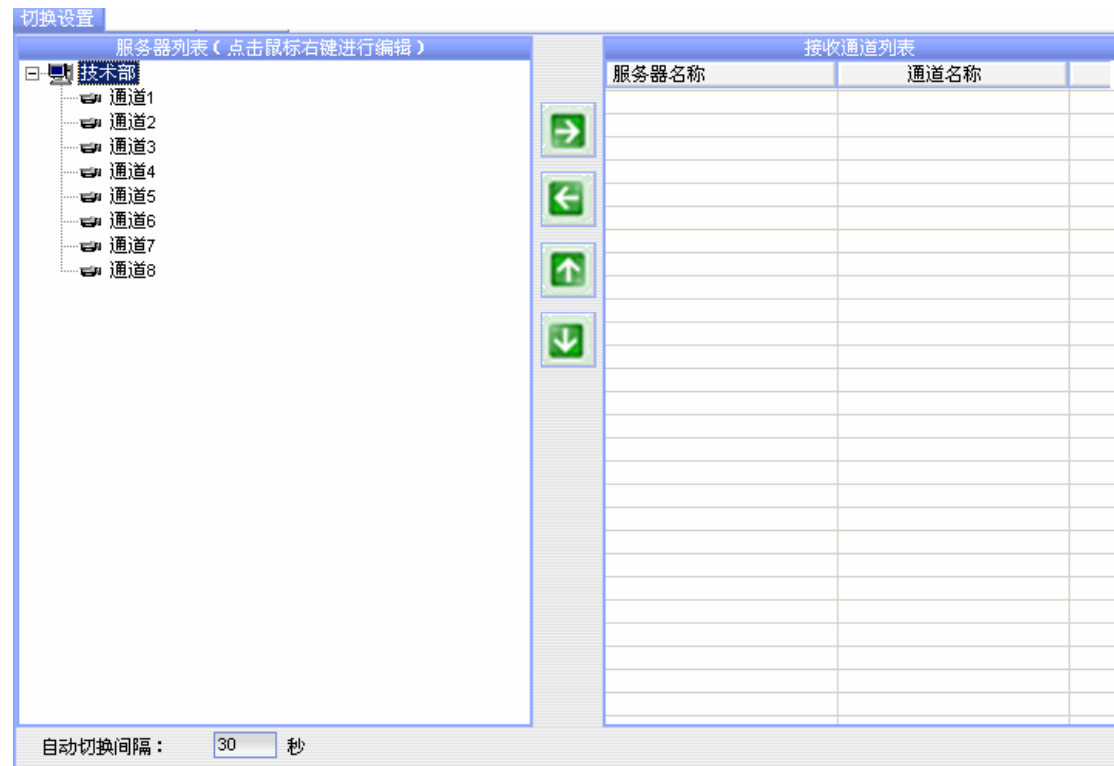 切换设置
服务器列表(点击鼠标右键进行编辑)
技术部
通道1
通道2
通道3
通道4
通道5
通道6
通道7
通道8
接收通道列表
服务器名称 通道名称
自动切换间隔： 30 秒